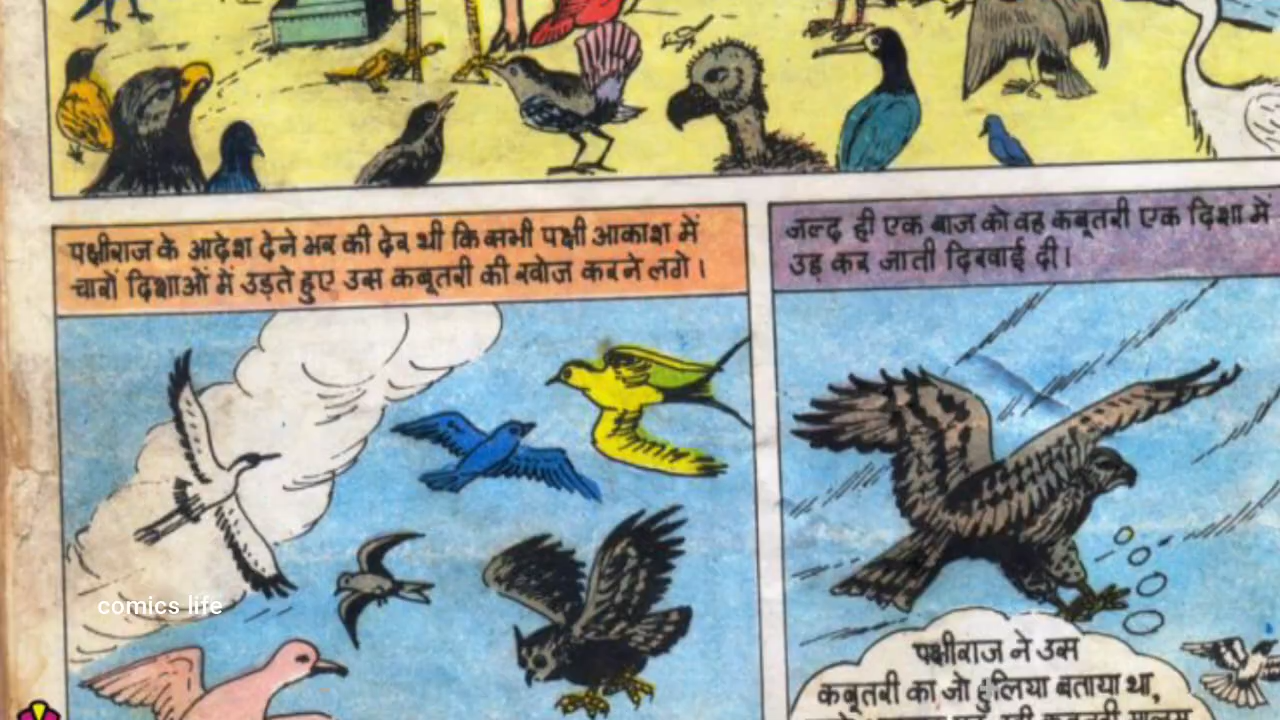 पक्षीराज के आदेश देने भर की देर थी कि सभी पक्षी आकाश में
चारों दिशाओं में उड़ते हुए उस कबूतरी की खोज करने लगे।
जल्द ही एक बाज को वह कबूतरी एक दिशा में
उड़ कर जाती दिखाई दी।
comics life
पक्षीराज ने उस
कबूतरी का जो हुलिया बताया था,